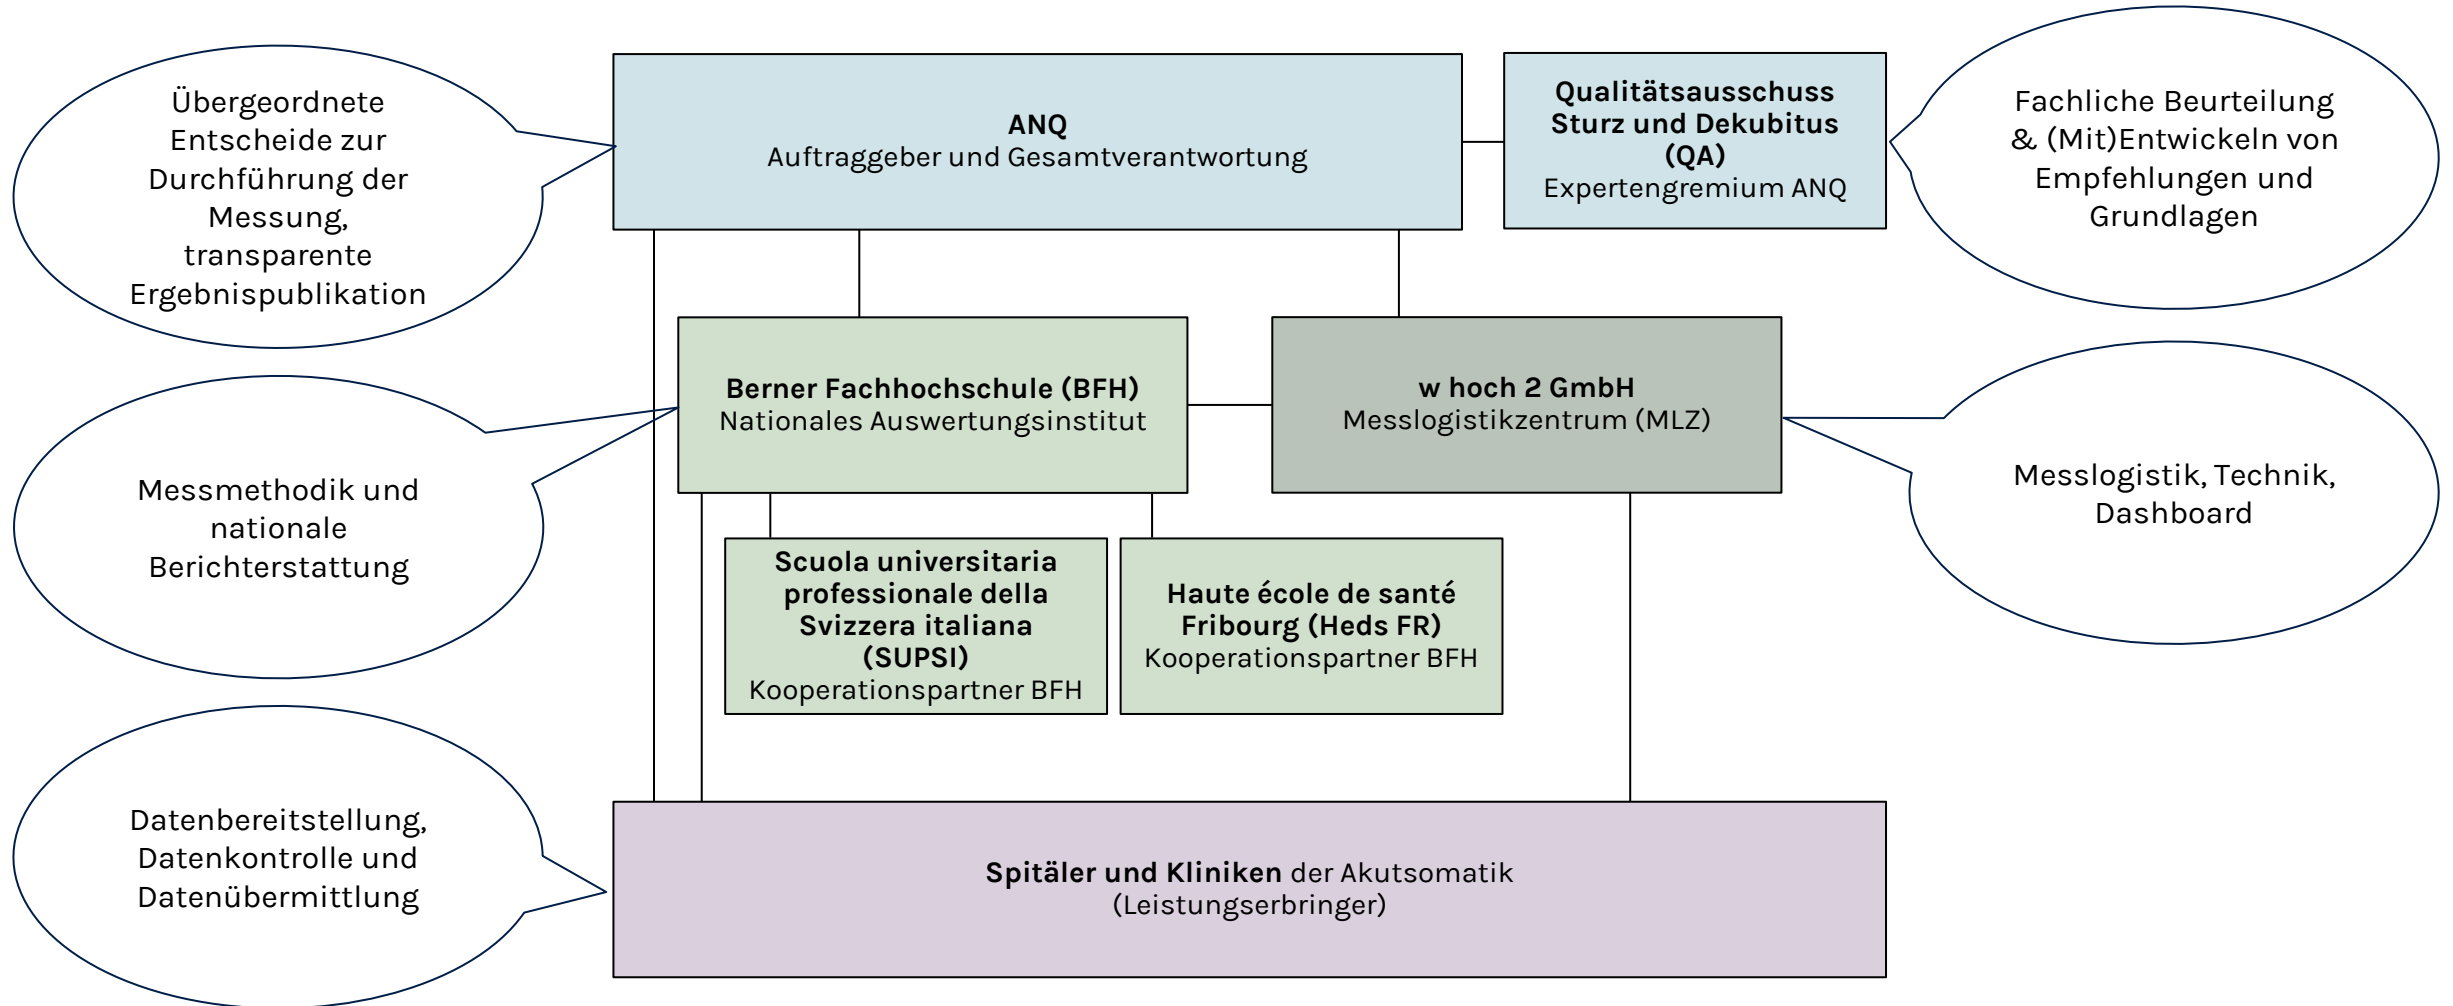 Übergeordnete
Entscheide zur
Durchführung der
Messung,
transparente
Ergebnispublikation
ANQ
Auftraggeber und Gesamtverantwortung
Qualitätsausschuss
Sturz und Dekubitus
(QA)
Expertengremium ANQ
Fachliche Beurteilung
& (Mit)Entwickeln von
Empfehlungen und
Grundlagen
Messmethodik und
nationale
Berichterstattung
Berner Fachhochschule (BFH)
Nationales Auswertungsinstitut
w hoch 2 GmbH
Messlogistikzentrum (MLZ)
Messlogistik, Technik,
Dashboard
Scuola universitaria
professionale della
Svizzera italiana
(SUPSI)
Kooperationspartner BFH
Haute école de santé
Fribourg (Heds FR)
Kooperationspartner BFH
Datenbereitstellung,
Datenkontrolle und
Datenübermittlung
Spitäler und Kliniken der Akutsomatik
(Leistungserbringer)